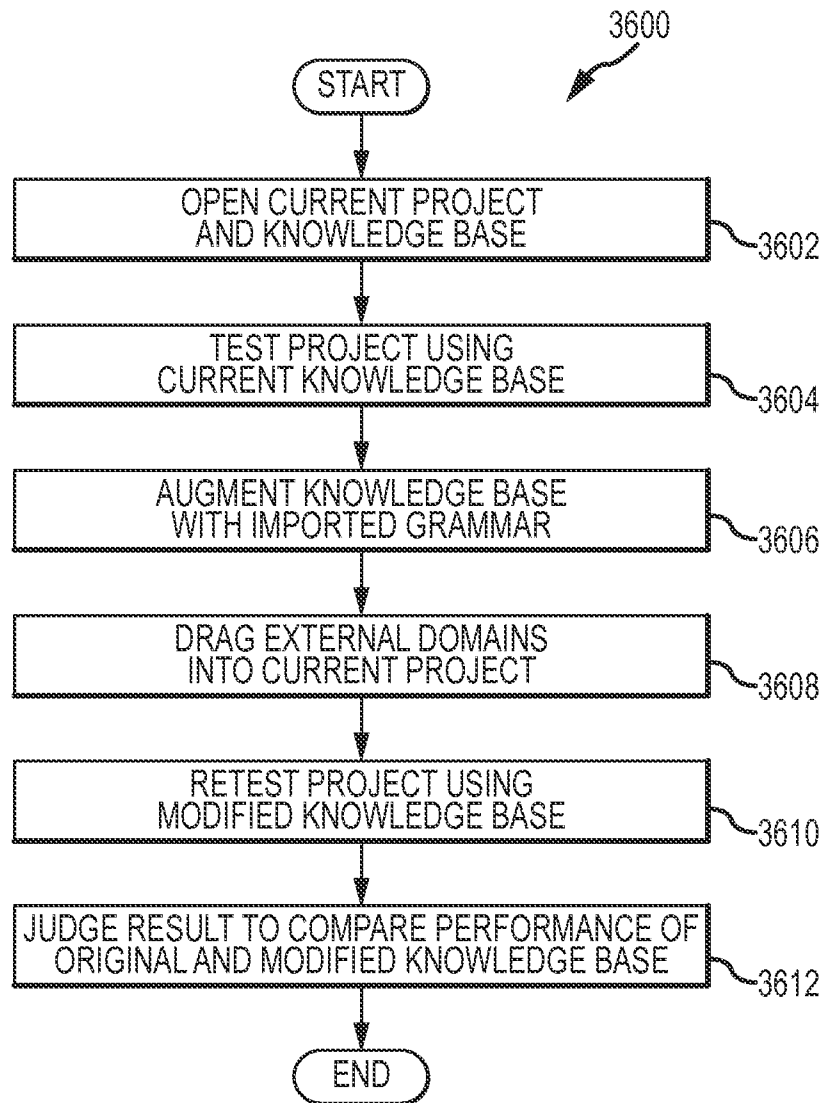 3600
START
OPEN CURRENT PROJECT
AND KNOWLEDGE BASE
3602
TEST PROJECT USING
CURRENT KNOWLEDGE BASE
3604
AUGMENT KNOWLEDGE BASE
WITH IMPORTED GRAMMAR
3606
DRAG EXTERNAL DOMAINS
INTO CURRENT PROJECT
3608
RETEST PROJECT USING
MODIFIED KNOWLEDGE BASE
3610
JUDGE RESULT TO COMPARE PERFORMANCE OF
ORIGINAL AND MODIFIED KNOWLEDGE BASE
3612
END